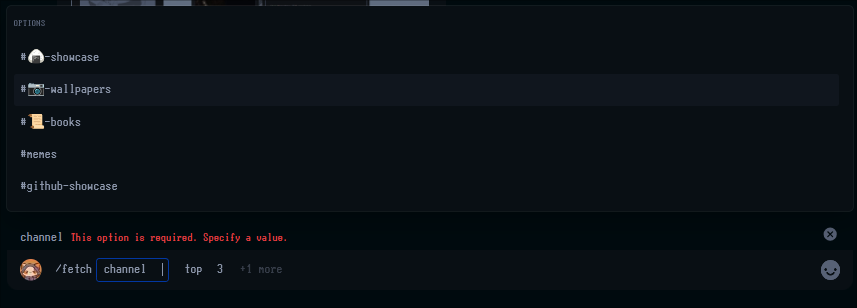 OPTIONS
#🍙-showcase
#📷-wallpapers
#📜-books
#memes
#github-showcase
channel This option is required. Specify a value.
/fetch channel top 3 +1 more